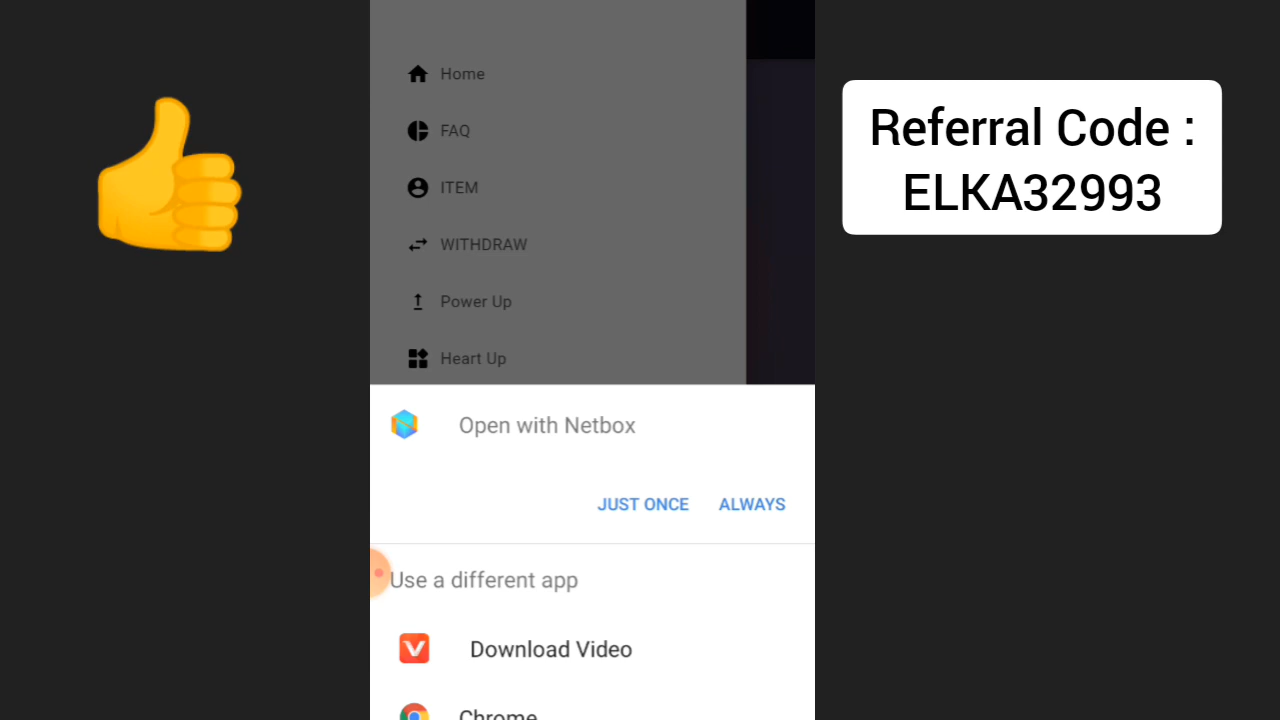 Home
FAQ
ITEM
WITHDRAW
Power Up
Heart Up
Referral Code :
ELKA32993
Open with Netbox
JUST ONCE ALWAYS
Use a different app
Download Video
Chrome